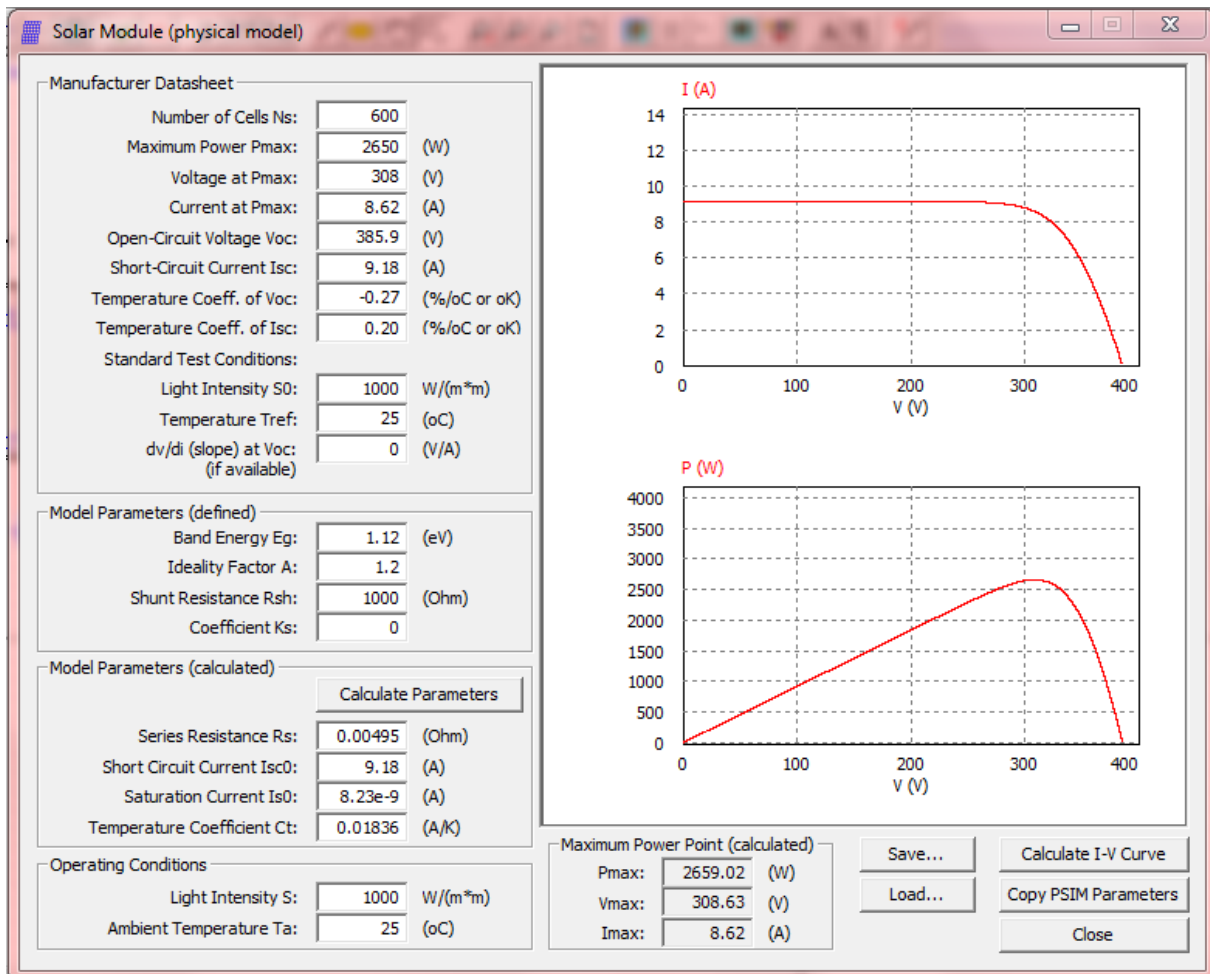 Solar Module (physical model)
Manufacturer Datasheet
Number of Cells Ns: 600
Maximum Power Pmax: 2650 (W)
Voltage at Pmax: 308 (V)
Current at Pmax: 8.62 (A)
Open-Circuit Voltage Voc: 385.9 (V)
Short-Circuit Current Isc: 9.18 (A)
Temperature Coeff. of Voc: -0.27 (%/oC or oK)
Temperature Coeff. of Isc: 0.20 (%/oC or oK)
Standard Test Conditions:
Light Intensity S0: 1000 W/(m*m)
Temperature Tref: 25 (oC)
dv/di (slope) at Voc: 0 (V/A)
(if available)
Model Parameters (defined)
Band Energy Eg: 1.12 (eV)
Ideality Factor A: 1.2
Shunt Resistance Rsh: 1000 (Ohm)
Coefficient Ks: 0
Model Parameters (calculated)
Calculate Parameters
Series Resistance Rs: 0.00495 (Ohm)
Short Circuit Current Isc0: 9.18 (A)
Saturation Current Is0: 8.23e-9 (A)
Temperature Coefficient Ct: 0.01836 (A/K)
Operating Conditions
Light Intensity S: 1000 W/(m*m)
Ambient Temperature Ta: 25 (oC)
I (A)
14
12
10
8
6
4
2
0
0 100 200 300 400
V (V)
P (W)
4000
3500
3000
2500
2000
1500
1000
500
0
0 100 200 300 400
V (V)
Maximum Power Point (calculated)
Pmax: 2659.02 (W)
Vmax: 308.63 (V)
Imax: 8.62 (A)
Save...
Load...
Calculate I-V Curve
Copy PSIM Parameters
Close